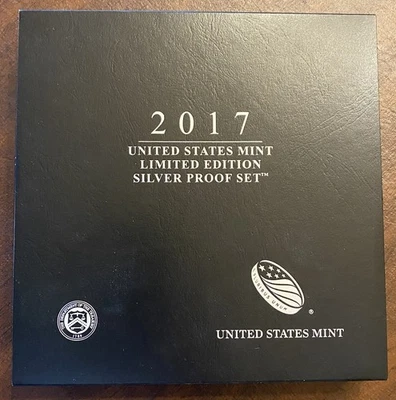 2017
UNITED STATES MINT
LIMITED EDITION
SILVER PROOF SET™
UNITED STATES MINT